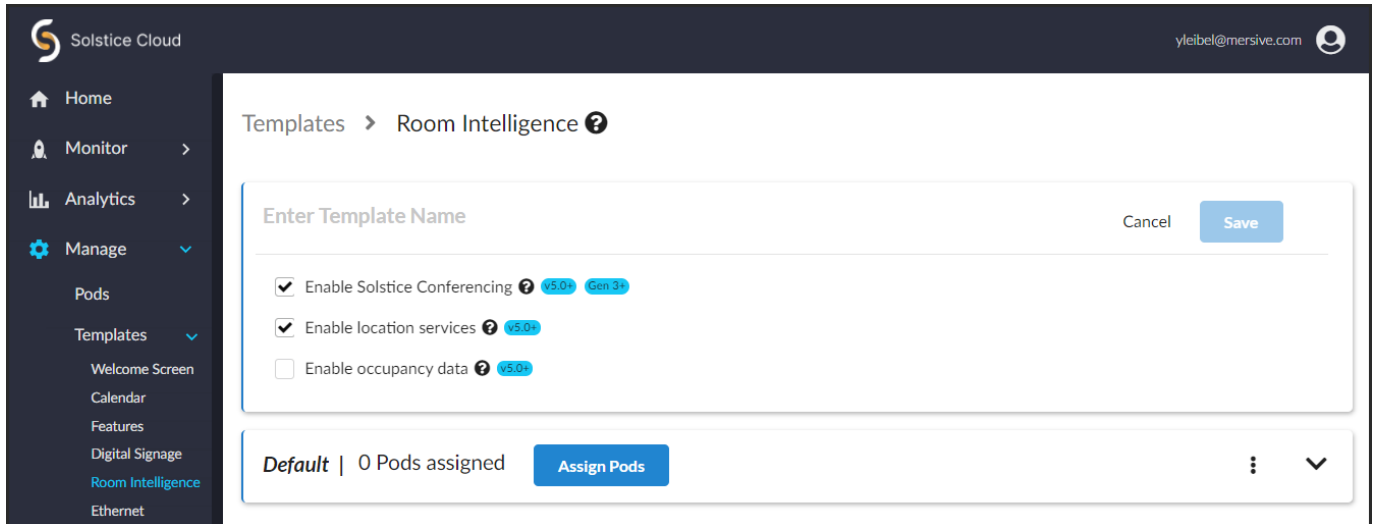 Solstice Cloud
yleibel@mersive.com
Home
Monitor
Analytics
Manage
Pods
Templates
Welcome Screen
Calendar
Features
Digital Signage
Room Intelligence
Ethernet
Templates > Room Intelligence ?
Enter Template Name
Cancel
Save
Enable Solstice Conferencing ? v5.0+ Gen 3+
Enable location services ? v5.0+
Enable occupancy data ? v5.0+
Default | 0 Pods assigned
Assign Pods